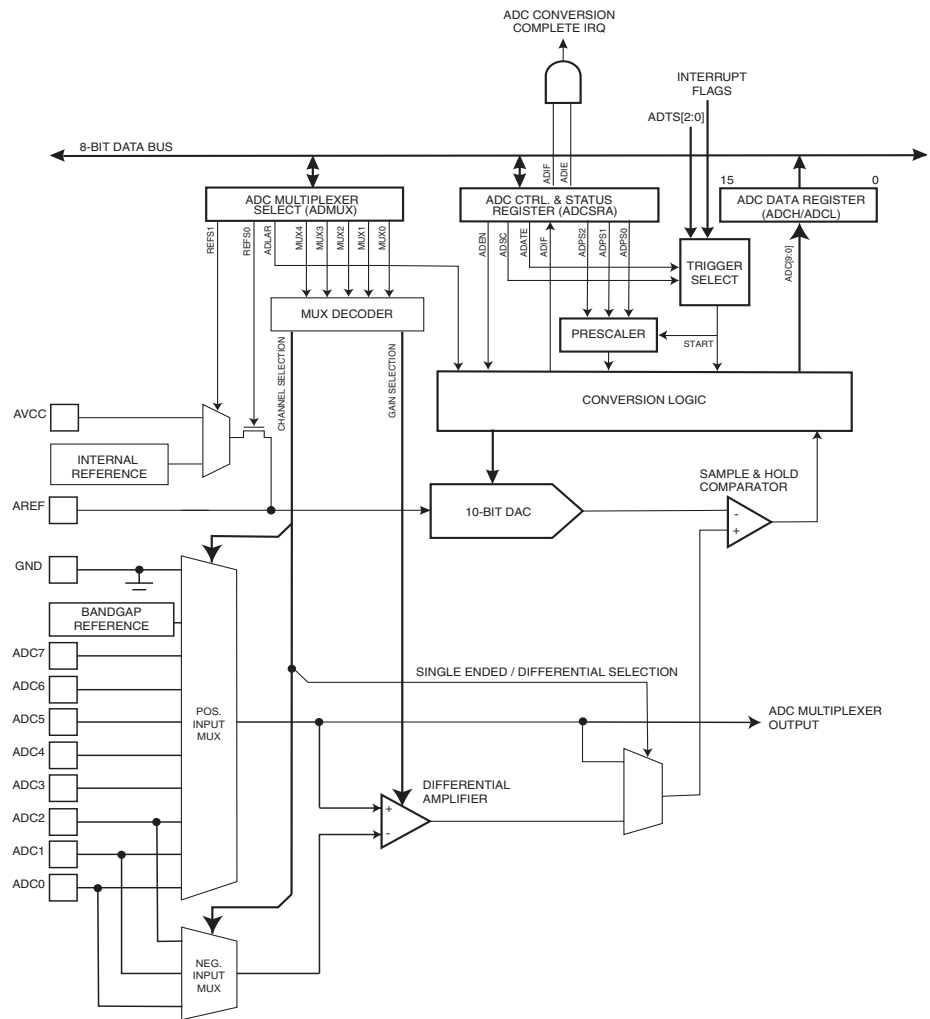 ADC CONVERSION
COMPLETE IRQ
INTERRUPT
FLAGS
ADTS[2:0]
8-BIT DATA BUS
ADIF
ADIE
15
0
ADC MULTIPLEXER
SELECT (ADMUX)
ADC CTRL. & STATUS
REGISTER (ADCSRA)
ADC DATA REGISTER
(ADCH/ADCL)
REFS1
REFS0
ADLAR
MUX4
MUX3
MUX2
MUX1
MUX0
ADEN
ADSC
ADATE
ADIF
ADPS2
ADPS1
ADPS0
ADC[9:0]
TRIGGER
SELECT
MUX DECODER
PRESCALER
START
CHANNEL SELECTION
GAIN SELECTION
CONVERSION LOGIC
AVCC
INTERNAL
REFERENCE
SAMPLE & HOLD
COMPARATOR
AREF
10-BIT DAC
-
+
GND
BANDGAP
REFERENCE
ADC7
SINGLE ENDED / DIFFERENTIAL SELECTION
ADC6
ADC5
POS.
INPUT
MUX
ADC MULTIPLEXER
OUTPUT
ADC4
ADC3
DIFFERENTIAL
AMPLIFIER
+
-
ADC2
ADC1
ADC0
NEG.
INPUT
MUX